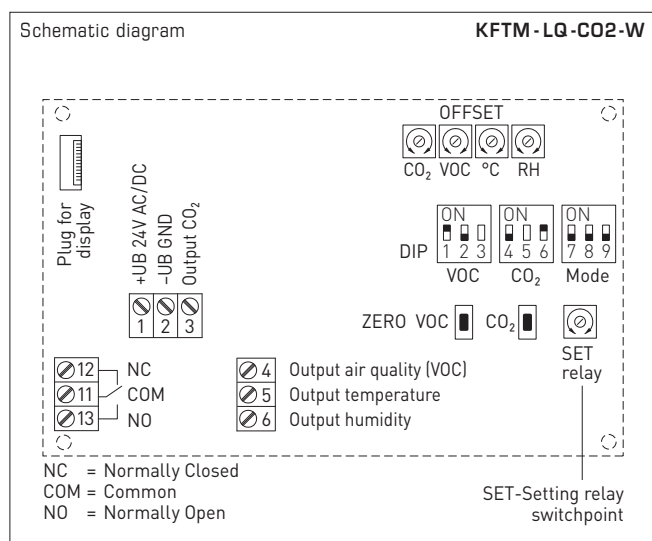 Schematic diagram KFTM-LQ-CO2-W
OFFSET
CO₂ VOC °C RH
Plug for
display
+UB 24V AC/DC
–UB GND
Output CO₂
1 2 3
ON ON ON
DIP 1 2 3 4 5 6 7 8 9
VOC CO₂ Mode
ZERO VOC CO₂
SET
relay
12 NC
11 COM
13 NO
4 Output air quality (VOC)
5 Output temperature
6 Output humidity
NC = Normally Closed
COM = Common
NO = Normally Open
SET-Setting relay
switchpoint